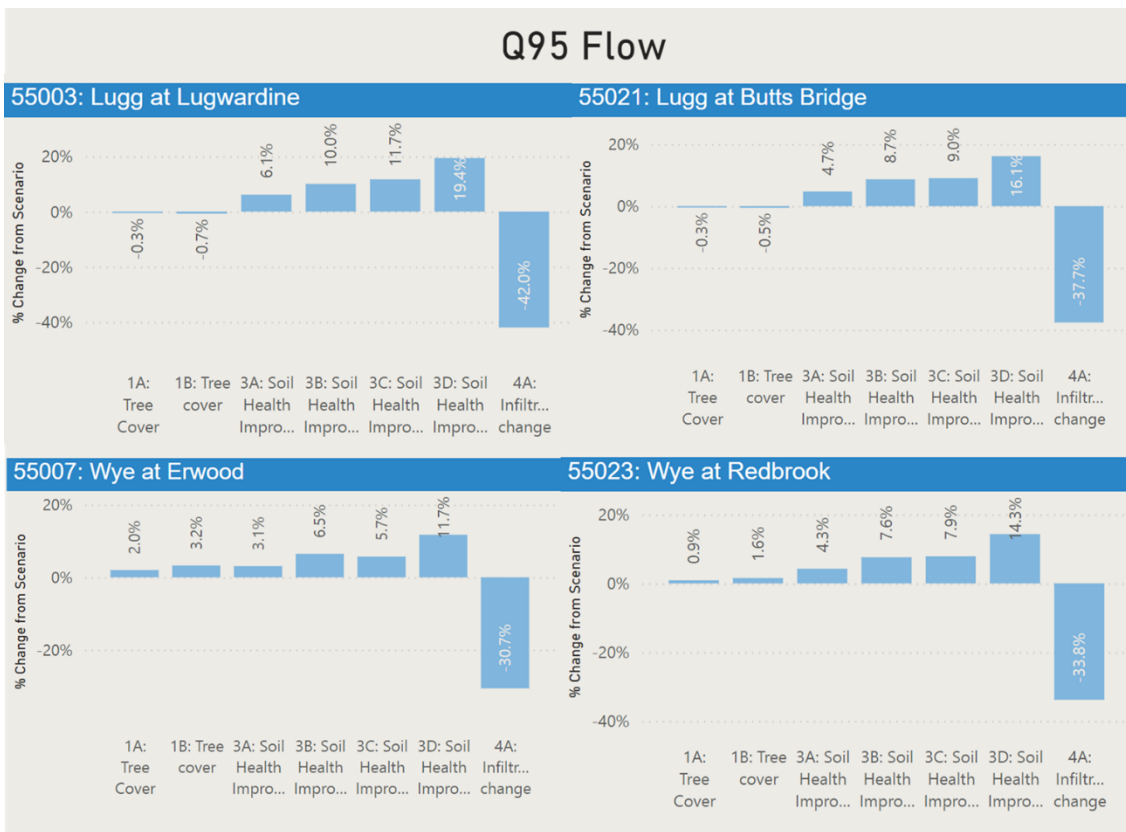 Q95 Flow
55003: Lugg at Lugwardine
% Change from Scenario
20%
0%
-20%
-40%
-0.3%
-0.7%
6.1%
10.0%
11.7%
19.4%
-42.0%
1A: 1B: Tree 3A: Soil 3B: Soil 3C: Soil 3D: Soil 4A:
Tree cover Health Health Health Health Infiltr...
Cover Impro... Impro... Impro... Impro... change
55021: Lugg at Butts Bridge
% Change from Scenario
20%
0%
-20%
-40%
-0.3%
-0.5%
4.7%
8.7%
9.0%
16.1%
-37.7%
1A: 1B: Tree 3A: Soil 3B: Soil 3C: Soil 3D: Soil 4A:
Tree cover Health Health Health Health Infiltr...
Cover Impro... Impro... Impro... Impro... change
55007: Wye at Erwood
% Change from Scenario
20%
0%
-20%
2.0%
3.2%
3.1%
6.5%
5.7%
11.7%
-30.7%
1A: 1B: Tree 3A: Soil 3B: Soil 3C: Soil 3D: Soil 4A:
Tree cover Health Health Health Health Infiltr...
Cover Impro... Impro... Impro... Impro... change
55023: Wye at Redbrook
% Change from Scenario
20%
0%
-20%
-40%
0.9%
1.6%
4.3%
7.6%
7.9%
14.3%
-33.8%
1A: 1B: Tree 3A: Soil 3B: Soil 3C: Soil 3D: Soil 4A:
Tree cover Health Health Health Health Infiltr...
Cover Impro... Impro... Impro... Impro... change